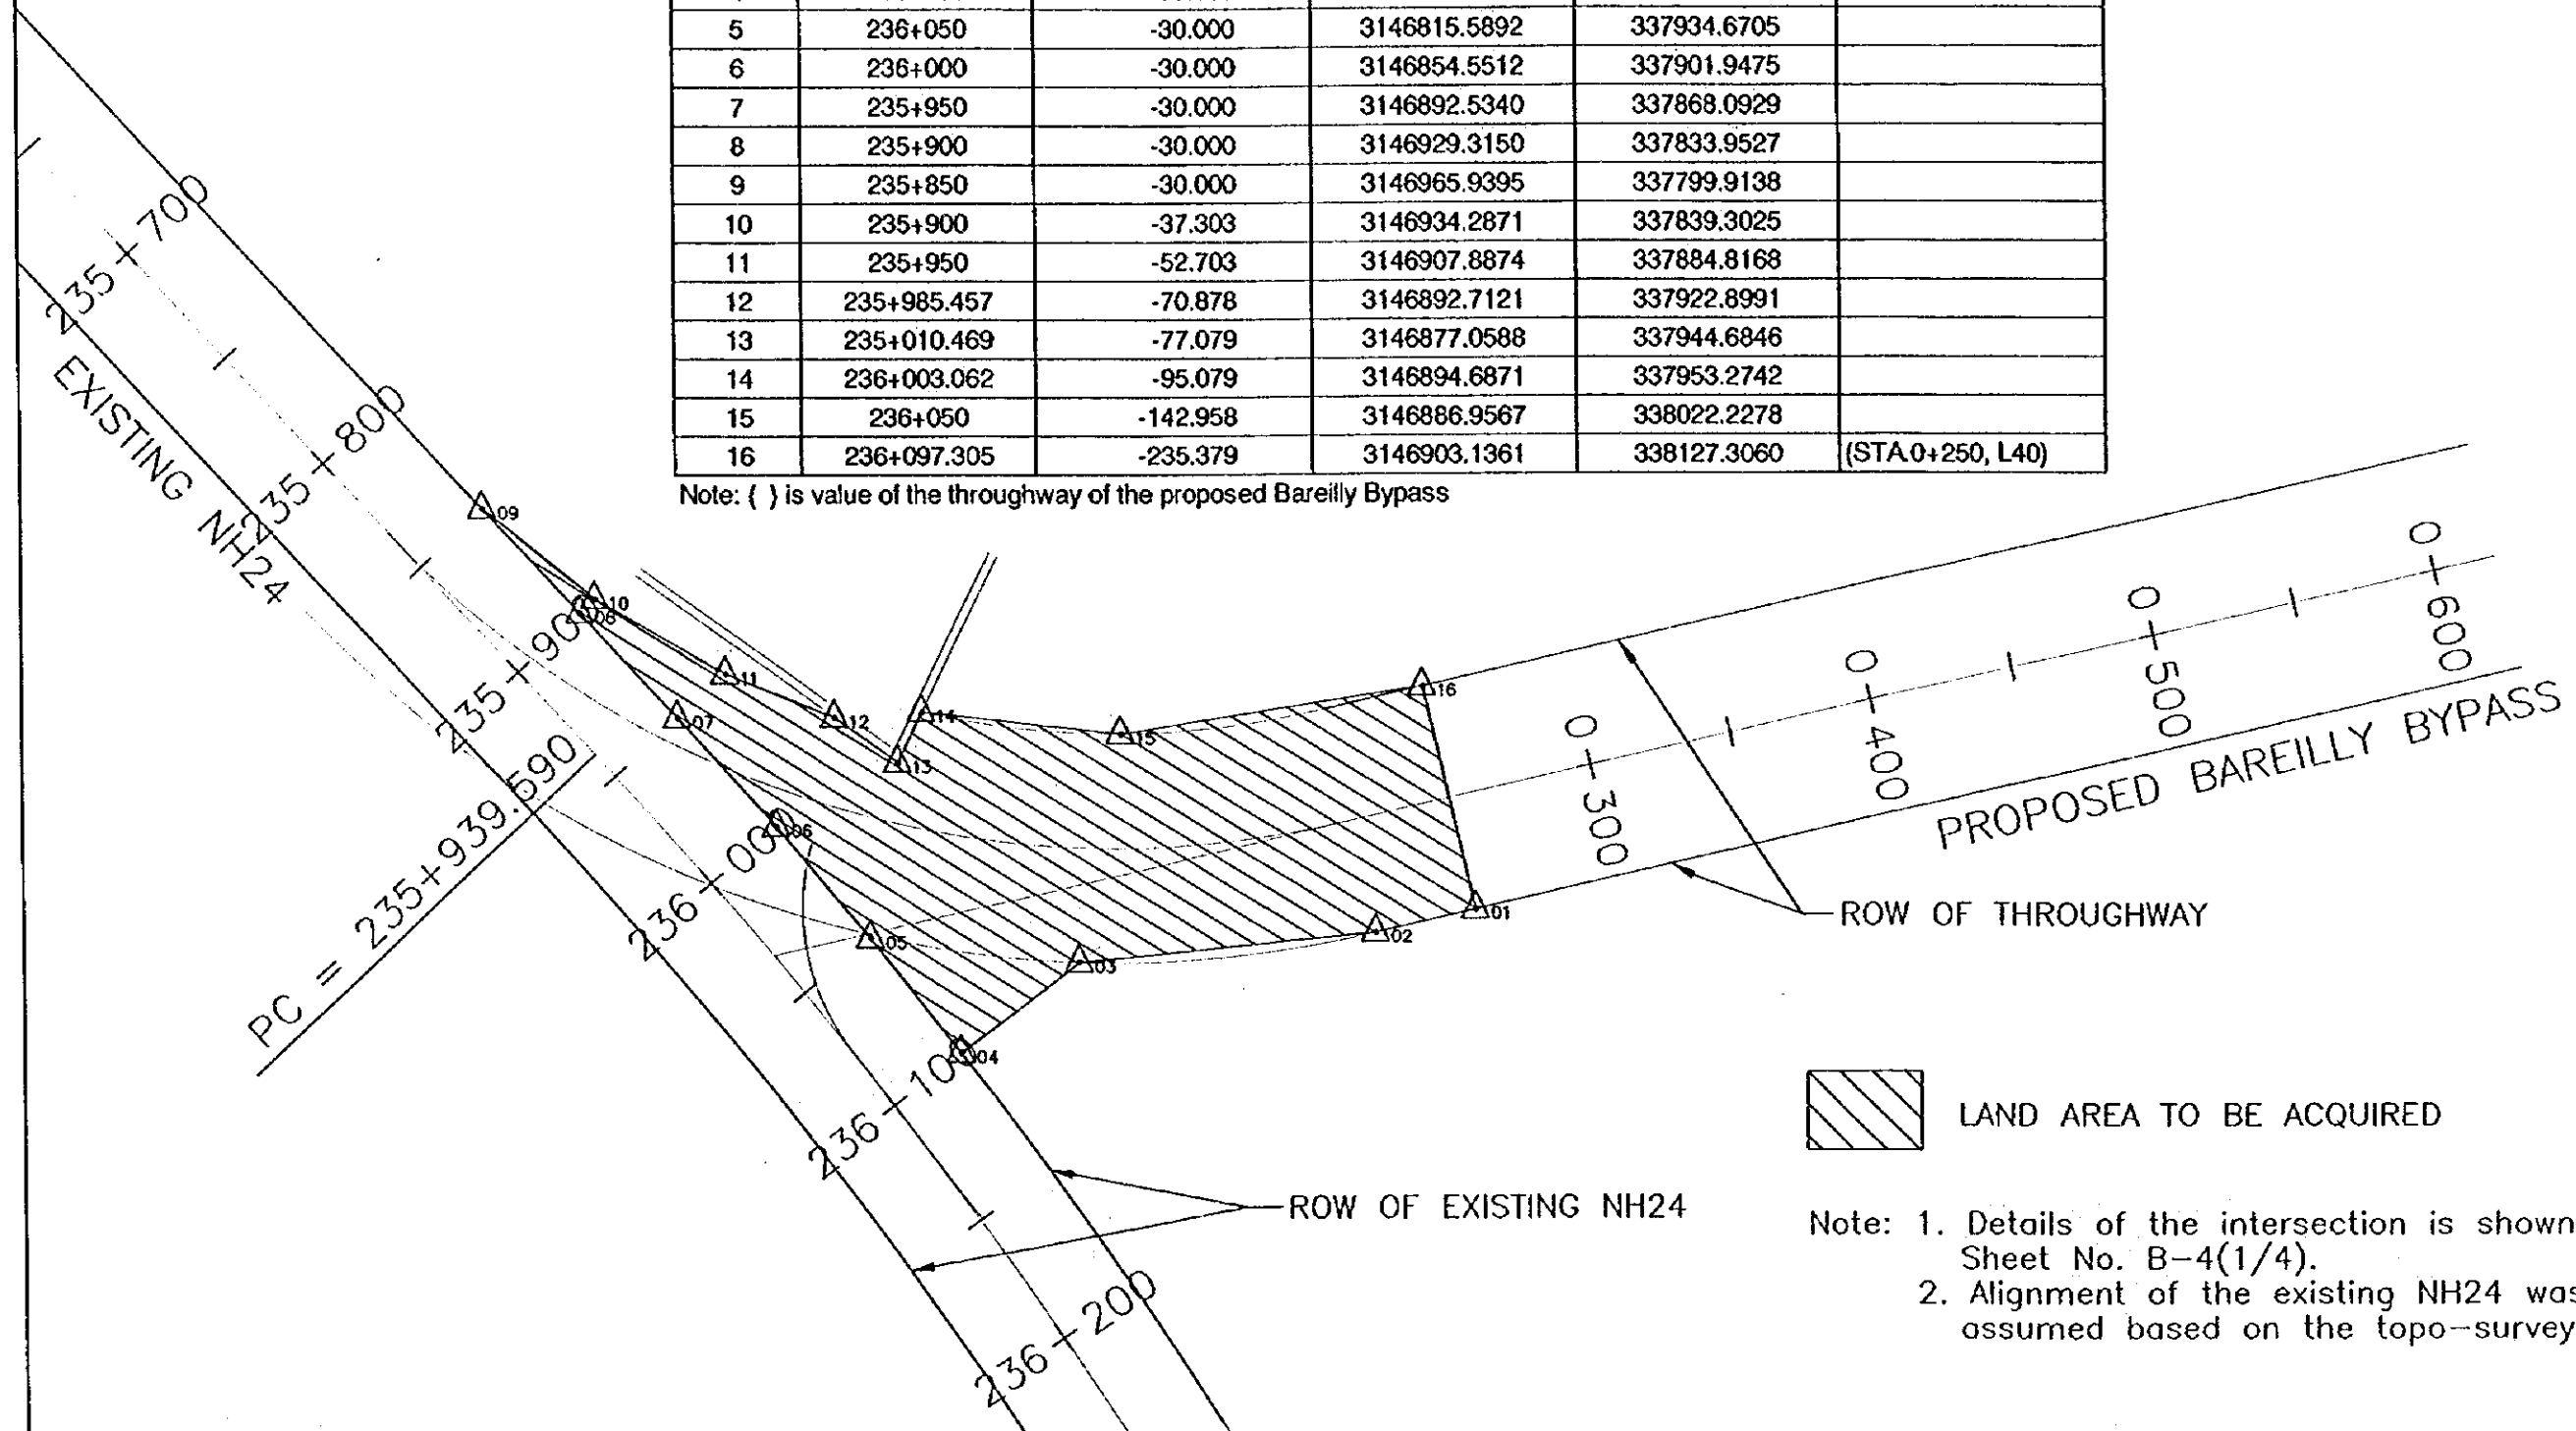 5 236+050 -30.000 3146815.5892 337934.6705
6 236+000 -30.000 3146854.5512 337901.9475
7 235+950 -30.000 3146892.5340 337868.0929
8 235+900 -30.000 3146929.3150 337833.9527
9 235+850 -30.000 3146965.9395 337799.9138
10 235+900 -37.303 3146934.2871 337839.3025
11 235+950 -52.703 3146907.8874 337884.8168
12 235+985.457 -70.878 3146892.7121 337922.8991
13 235+010.469 -77.079 3146877.0588 337944.6846
14 236+003.062 -95.079 3146894.6871 337953.2742
15 236+050 -142.958 3146886.9567 338022.2278
16 236+097.305 -235.379 3146903.1361 338127.3060 (STA.0+250, L40)
Note: ( ) is value of the throughway of the proposed Bareilly Bypass
235+700
235+800
EXISTING NH24
235+900
PC = 235+939.690
236-000
236-100
236-200
09
10
08
11
07
12
14
13
15
16
06
05
03
02
01
04
0-300
0-400
0-500
0-600
PROPOSED BAREILLY BYPASS
ROW OF THROUGHWAY
LAND AREA TO BE ACQUIRED
ROW OF EXISTING NH24
Note: 1. Details of the intersection is shown
Sheet No. B-4(1/4).
2. Alignment of the existing NH24 was
assumed based on the topo-survey